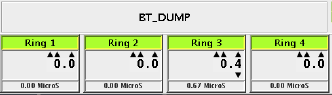 BT_DUMP
Ring 1 Ring 2 Ring 3 Ring 4
0.0 0.0 0.4 0.0
0.00 MicroS 0.00 MicroS 0.67 MicroS 0.00 MicroS